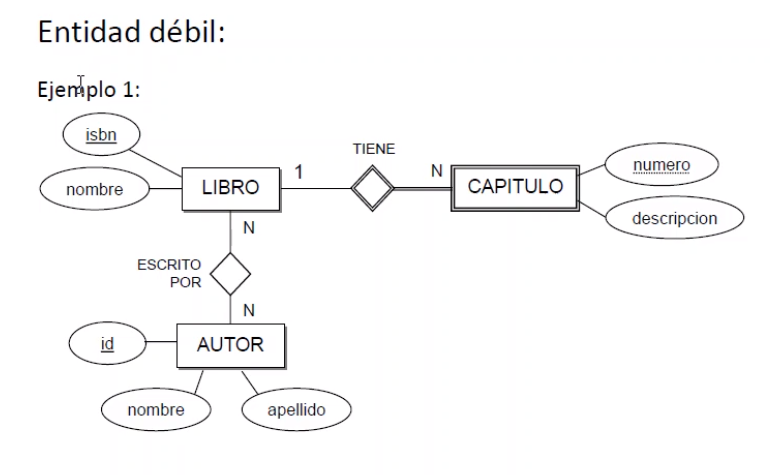 Entidad débil:
Ejemplo 1:
isbn
nombre
LIBRO
1
TIENE
N
CAPITULO
numero
descripcion
N
ESCRITO
POR
N
id
AUTOR
nombre
apellido